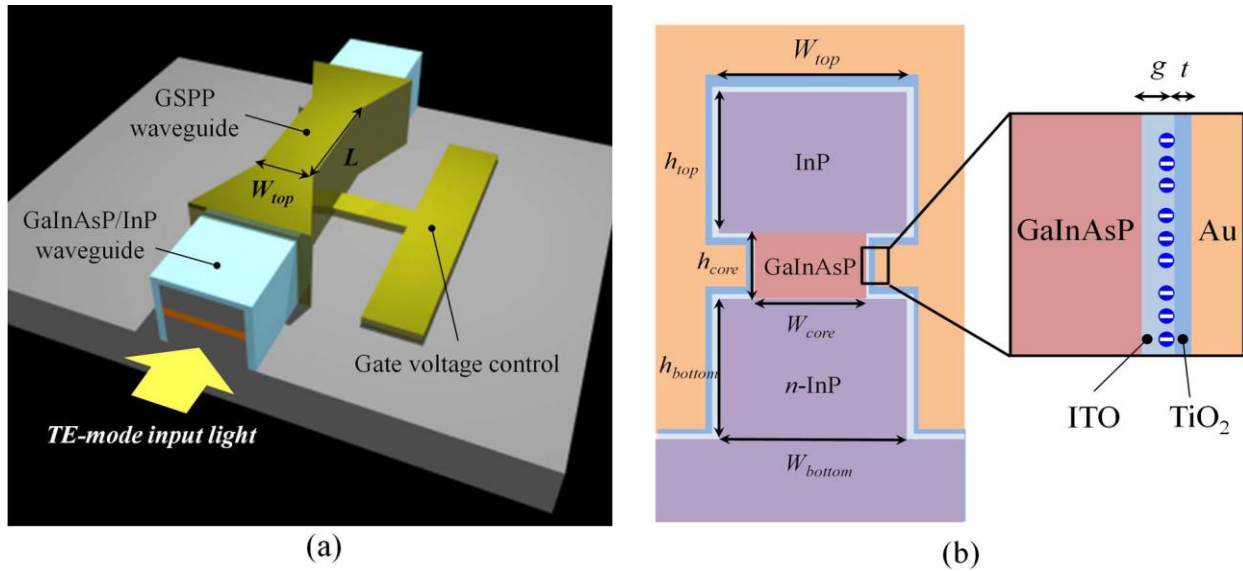 GSPP
waveguide
L
W_top
GaInAsP/InP
waveguide
Gate voltage control
TE-mode input light
(a)
W_top
g t
InP
h_top
GaInAsP
Au
h_core
GaInAsP
W_core
h_bottom
n-InP
ITO
TiO₂
W_bottom
(b)